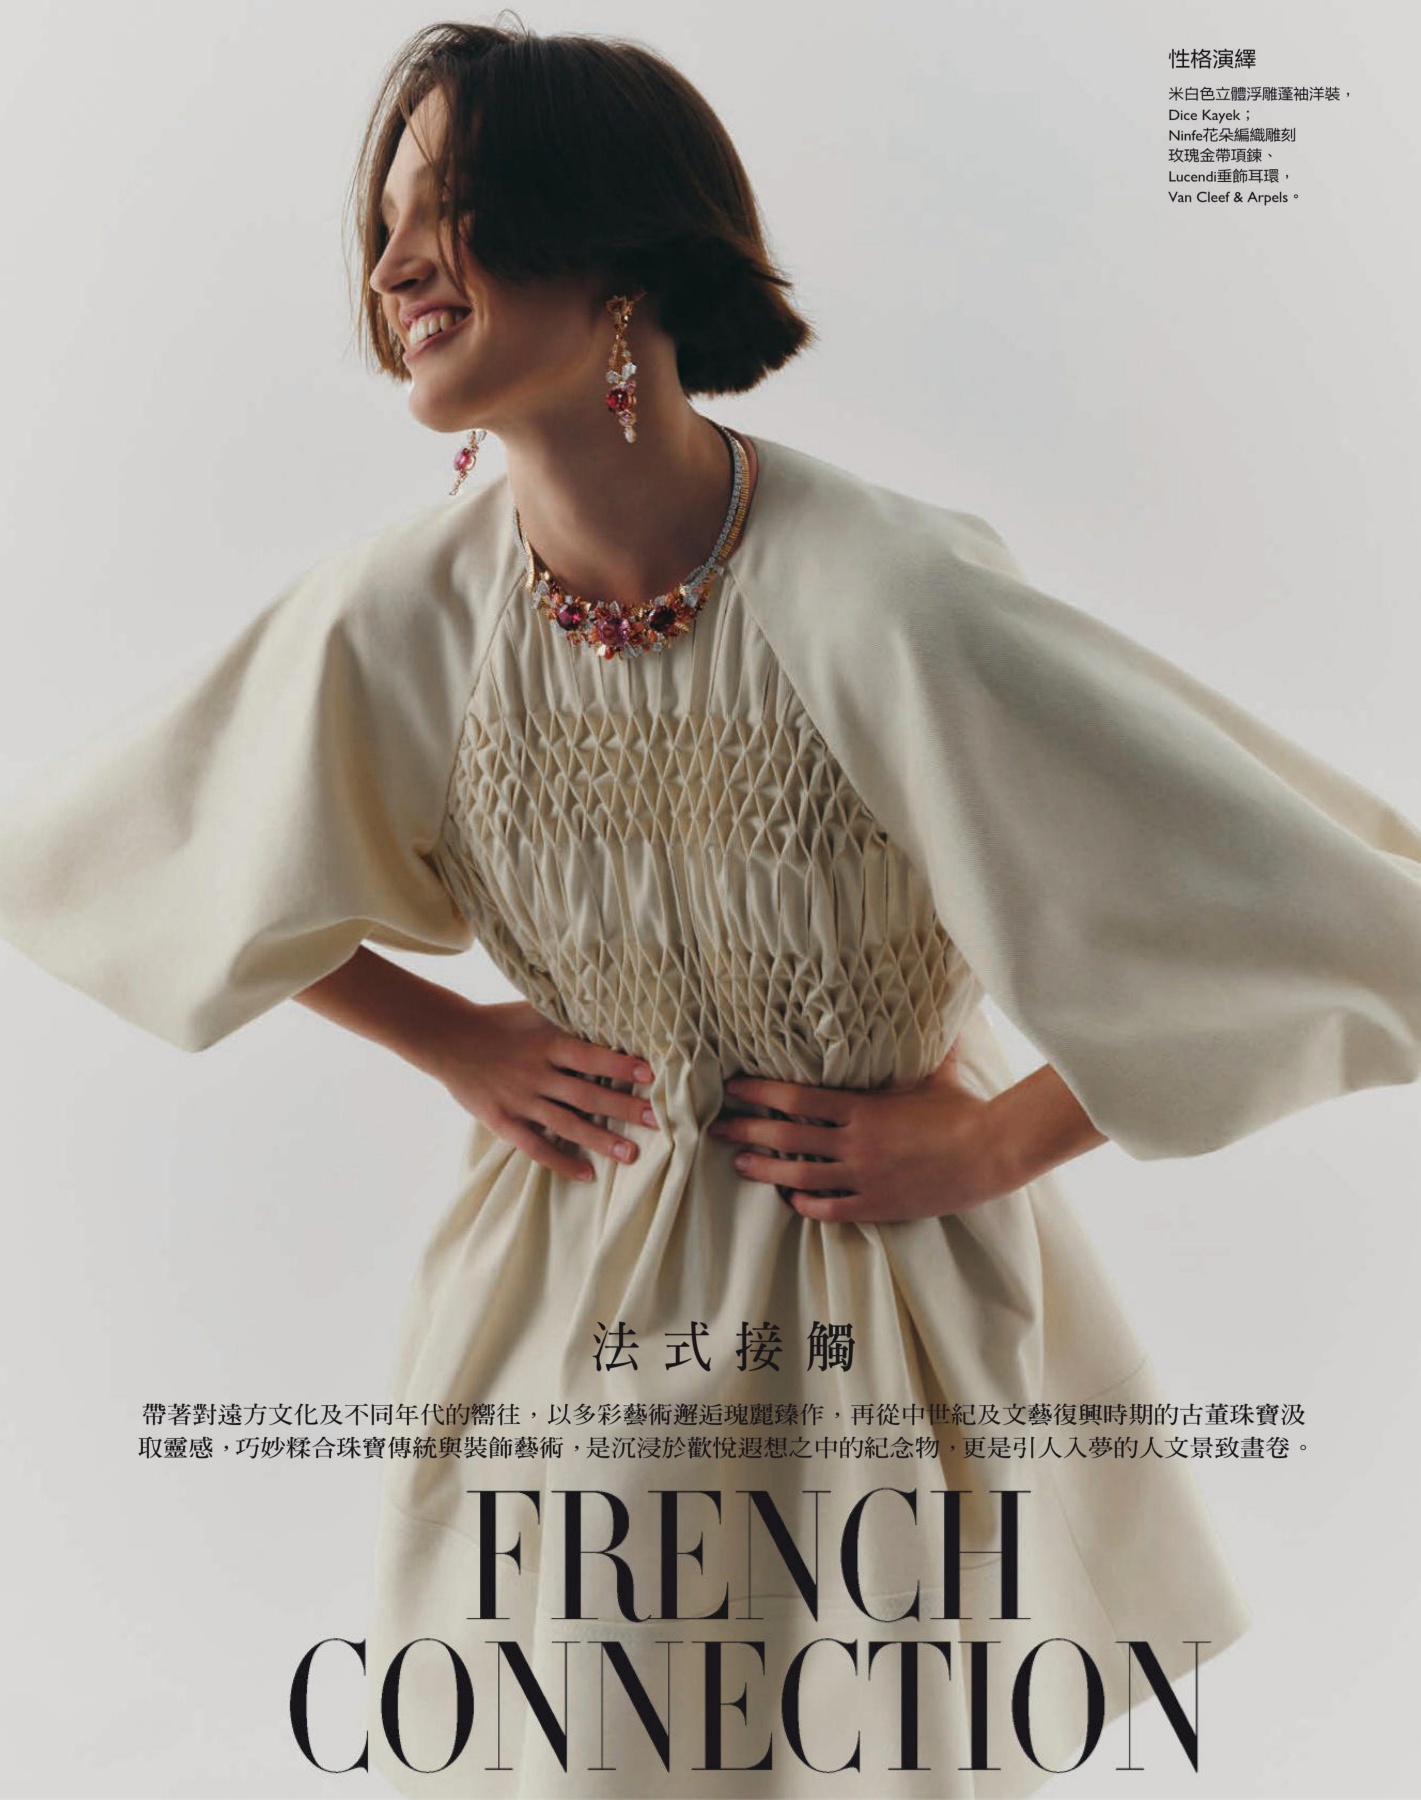 性格演繹
米白色立體浮雕蓬袖洋裝，
Dice Kayek；
Ninfe花朵編織雕刻
玫瑰金帶項鍊、
Lucendi垂飾耳環，
Van Cleef & Arpels。
法式接觸
帶著對遠方文化及不同年代的嚮往，以多彩藝術邂逅瑰麗臻作，再從中世紀及文藝復興時期的古董珠寶汲
取靈感，巧妙糅合珠寶傳統與裝飾藝術，是沉浸於歡悅遐想之中的紀念物，更是引人入夢的人文景致畫卷。
FRENCH
CONNECTION